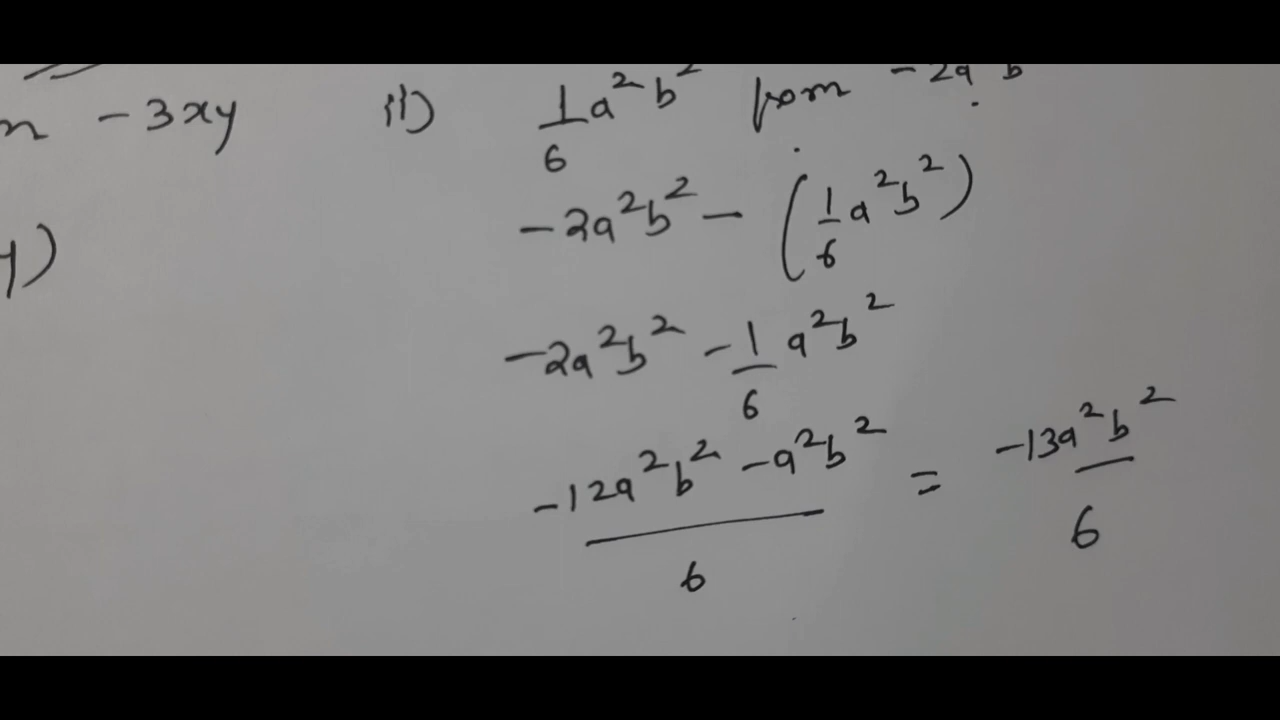 - 3xy
ii) 1/6 a²b² from - 2a²b²
y)
- 2a²b² - (1/6 a²b²)
- 2a²b² - 1/6 a²b²
(-12a²b² - a²b²)/6 = -13a²b²/6